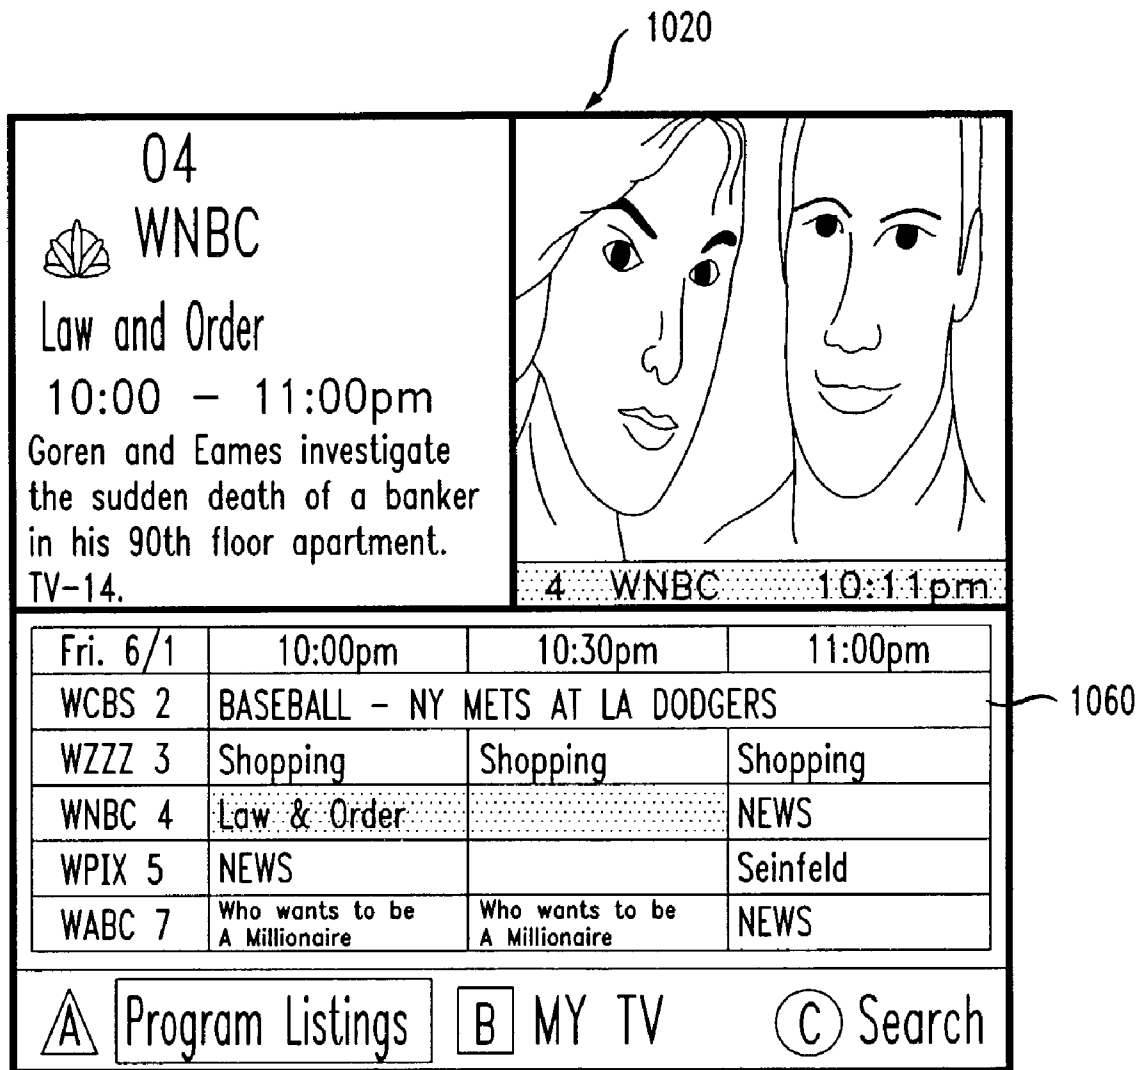 1020
04
WNBC
Law and Order
10:00 – 11:00pm
Goren and Eames investigate
the sudden death of a banker
in his 90th floor apartment.
TV-14.
4 WNBC 10:11pm
Fri. 6/1 10:00pm 10:30pm 11:00pm
WCBS 2 BASEBALL – NY METS AT LA DODGERS
1060
WZZZ 3 Shopping Shopping Shopping
WNBC 4 Law & Order NEWS
WPIX 5 NEWS Seinfeld
WABC 7 Who wants to be A Millionaire Who wants to be A Millionaire NEWS
A Program Listings B MY TV C Search